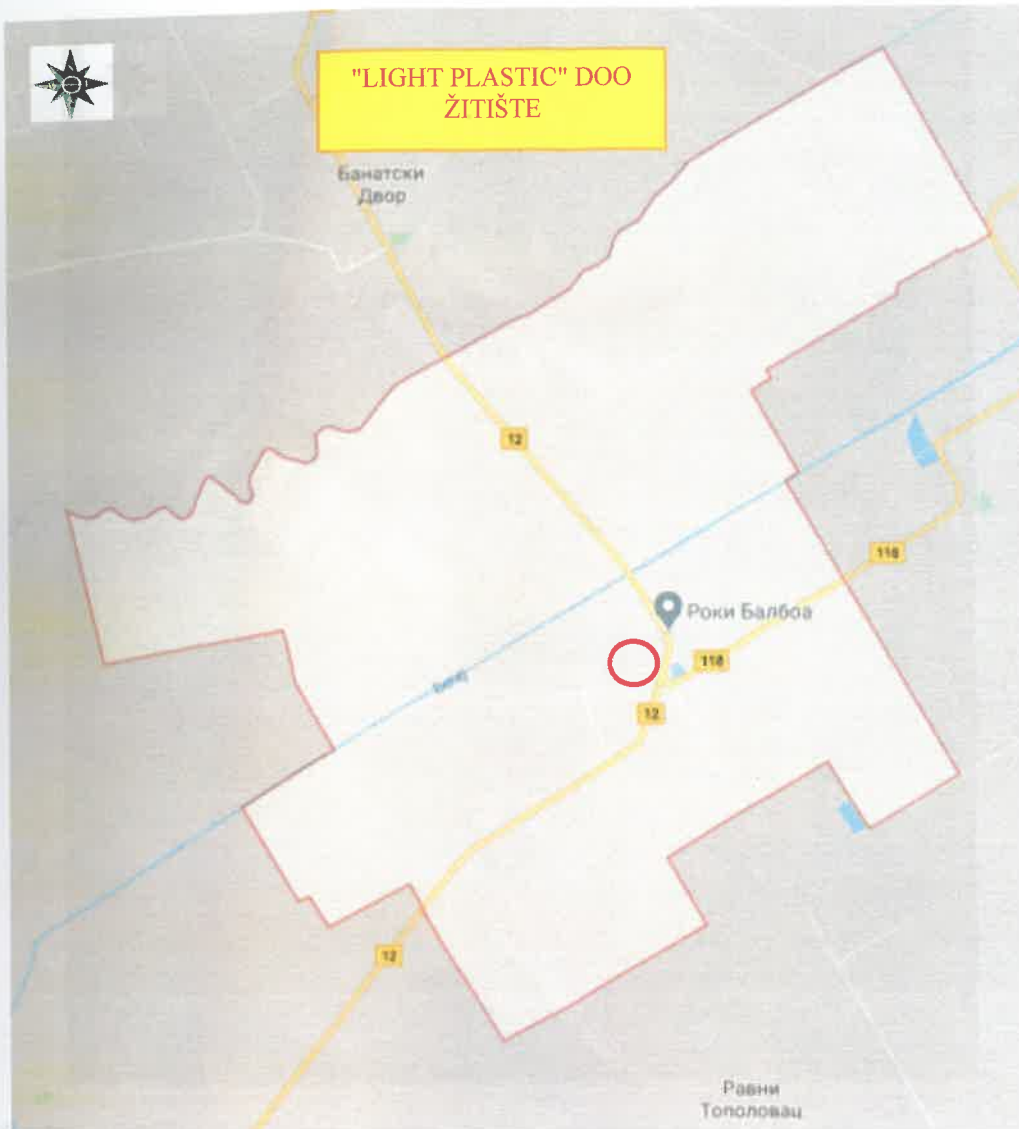 "LIGHT PLASTIC" DOO
ŽITIŠTE
Банатски
Двор
12
118
Роки Балбоа
118
12
12
Равни
Тополовац